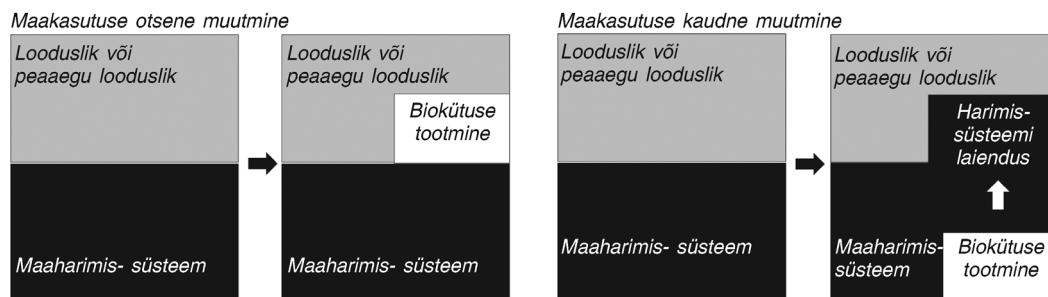 Maakasutuse otsene muutmine
Looduslik või
peaaegu looduslik
Maaharimis- süsteem
Looduslik või
peaaegu looduslik
Biokütuse
tootmine
Maaharimis- süsteem
Maakasutuse kaudne muutmine
Looduslik või
peaaegu looduslik
Maaharimis- süsteem
Looduslik või
peaaegu looduslik
Harimis-
süsteemi
laiendus
Maaharimis-
süsteem
Biokütuse
tootmine